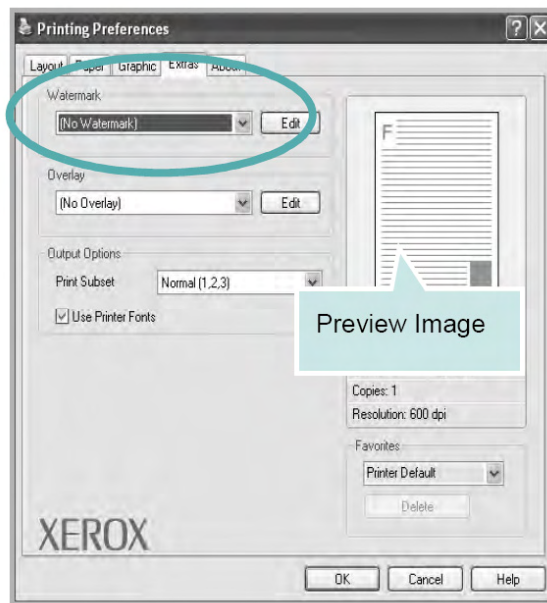 Printing Preferences
Layout Paper Graphic Extras About
Watermark
(No Watermark) Edit
Overlay
(No Overlay) Edit
Output Options
Print Subset Normal (1,2,3)
Use Printer Fonts
F
Preview Image
Copies: 1
Resolution: 600 dpi
Favorites
Printer Default
Delete
XEROX
OK Cancel Help